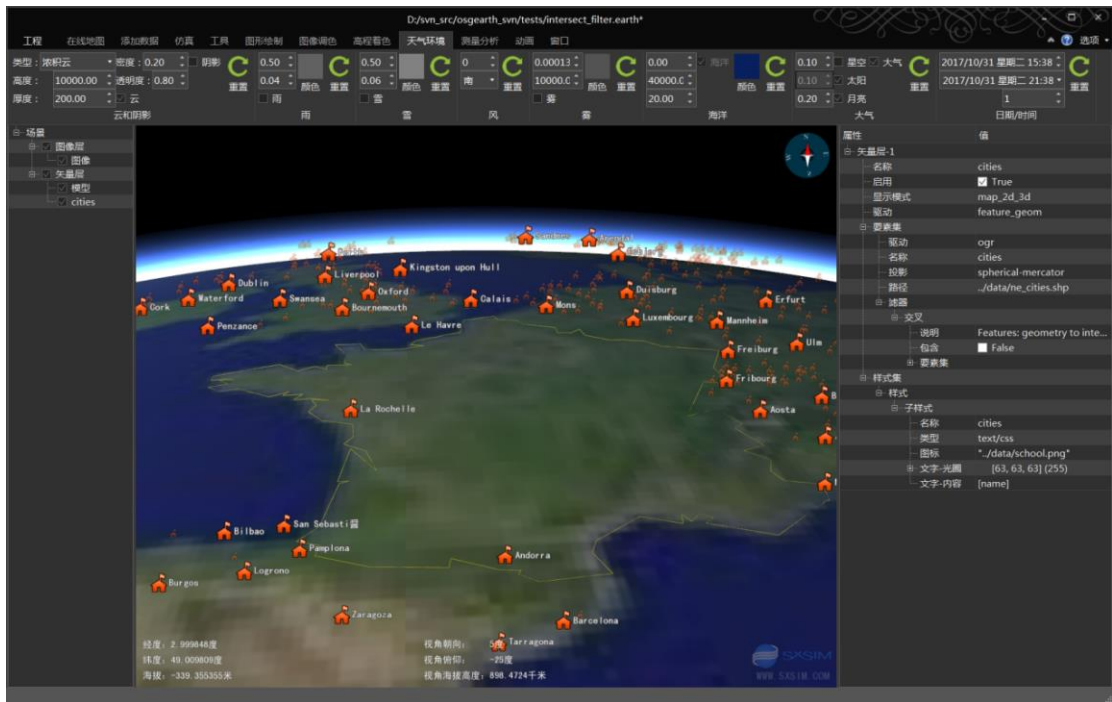 D:/svn_src/osgearth_svn/tests/intersect_filter.earth*
工程 在线地图 添加数据 仿真 工具 图形绘制 图像调色 高程着色 天气环境 测量分析 动画 窗口 选项
类型：浓积云 密度：0.20 阴影 0.50 0.50 0 0.00013 0.00 海洋 0.10 星空 大气 2017/10/31 星期二 15:38
高度：10000.00 透明度：0.80 重置 0.04 颜色 重置 0.06 颜色 重置 南 重置 10000.0 颜色 重置 40000.0 颜色 重置 0.10 太阳 重置 2017/10/31 星期二 21:38 重置
厚度：200.00 云 雨 雪 雾 20.00 0.20 月亮 1
云和阴影 雨 雪 风 雾 海洋 大气 日期/时间
场景
图像层
图像
矢量层
模型
cities
Dublin
Liverpool
Kingston upon Hull
Cork
Waterford
Swansea
Oxford
Bournemouth
Calais
Mons
Duisburg
Erfurt
Penzance
Le Havre
Luxembourg
Mannheim
Freiburg
Ulm
Fribourg
La Rochelle
Aosta
B
Bilbao
San Sebasti醤
Pamplona
Andorra
Logrono
Burgos
Zaragoza
Barcelona
Tarragona
经度：2.999848度
纬度：49.009809度
海拔：-339.355355米
视角朝向： 5度
视角俯仰： -25度
视角海拔高度：898.4724千米
SXSIM
WWW.SXSIM.COM
属性 值
矢量层-1
名称 cities
启用 True
显示模式 map_2d_3d
驱动 feature_geom
要素集
驱动 ogr
名称 cities
投影 spherical-mercator
路径 ../data/ne_cities.shp
滤器
交叉
说明 Features: geometry to inte...
包含 False
要素集
样式集
样式
子样式
名称 cities
类型 text/css
图标 "../data/school.png"
文字-光圈 [63, 63, 63] (255)
文字-内容 [name]